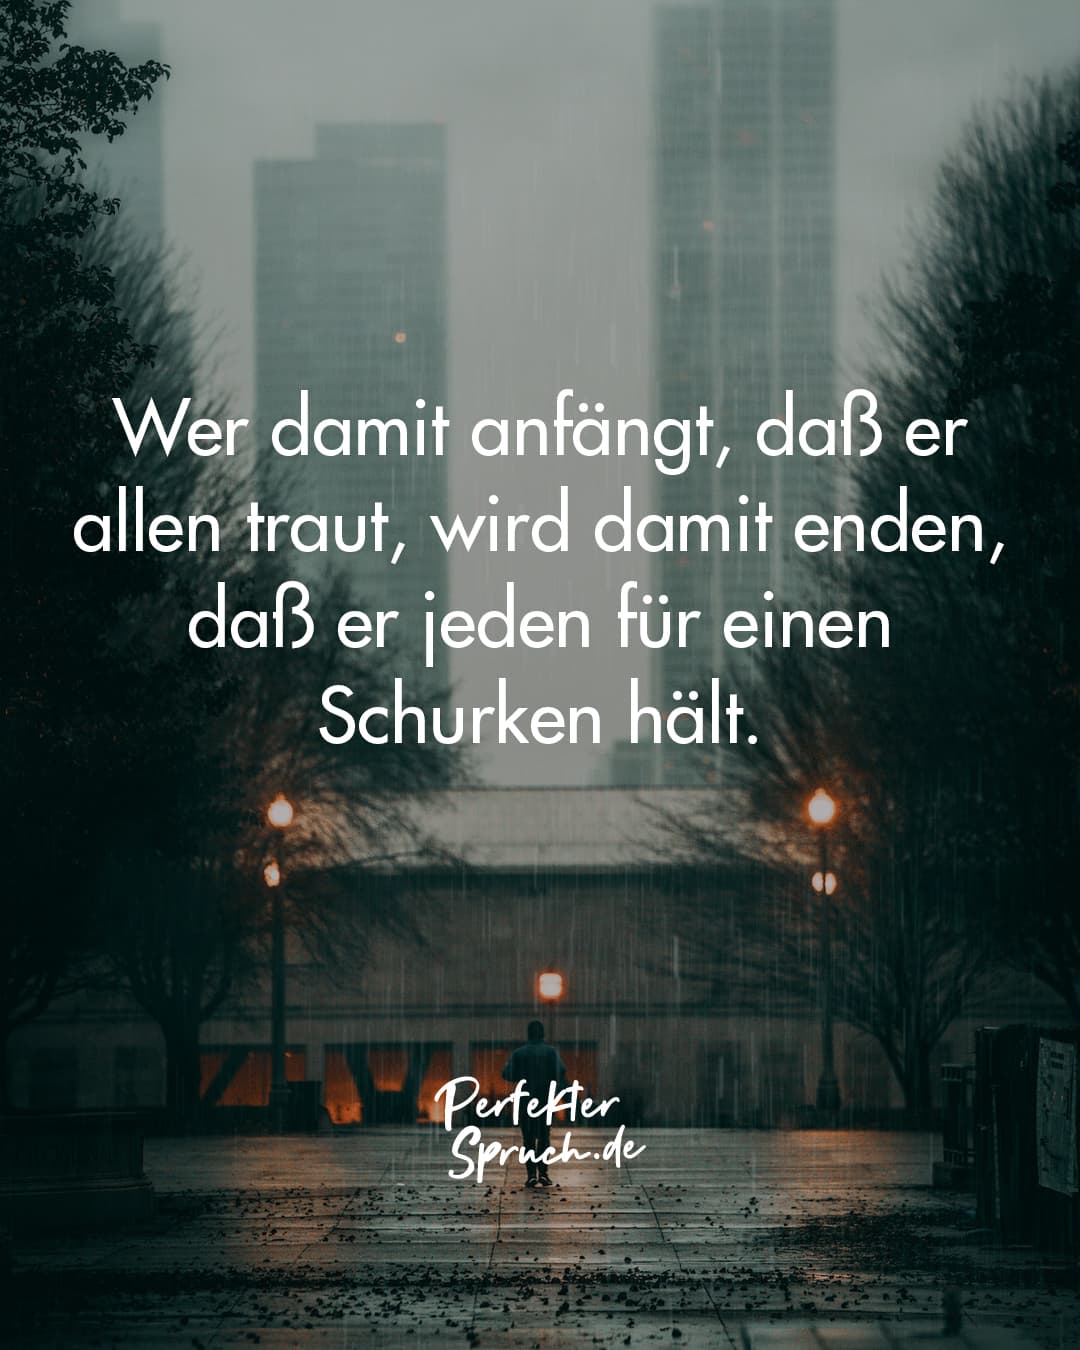 Wer damit anfängt, daß er
allen traut, wird damit enden,
daß er jeden für einen
Schurken hält.
Perfekter
Spruch.de